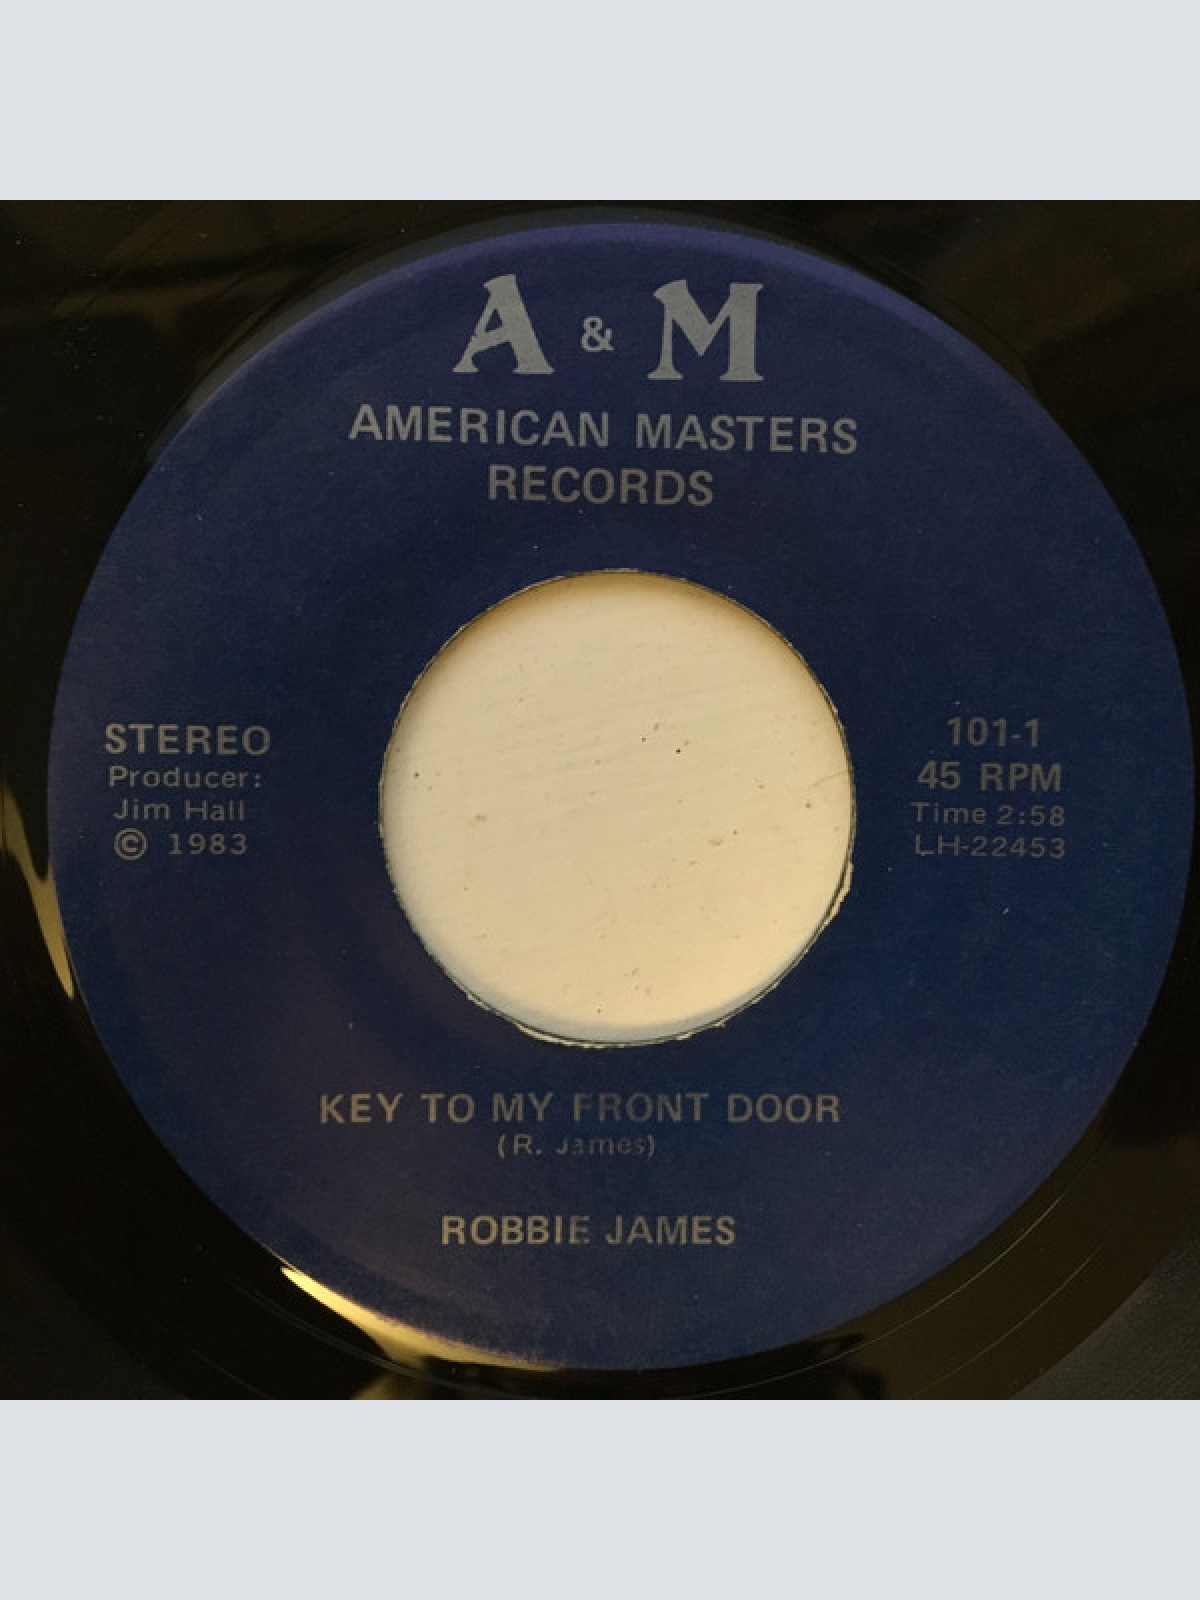 A & M
AMERICAN MASTERS
RECORDS
STEREO
Producer:
Jim Hall
© 1983
101-1
45 RPM
Time 2:58
LH-22453
KEY TO MY FRONT DOOR
(R. James)
ROBBIE JAMES